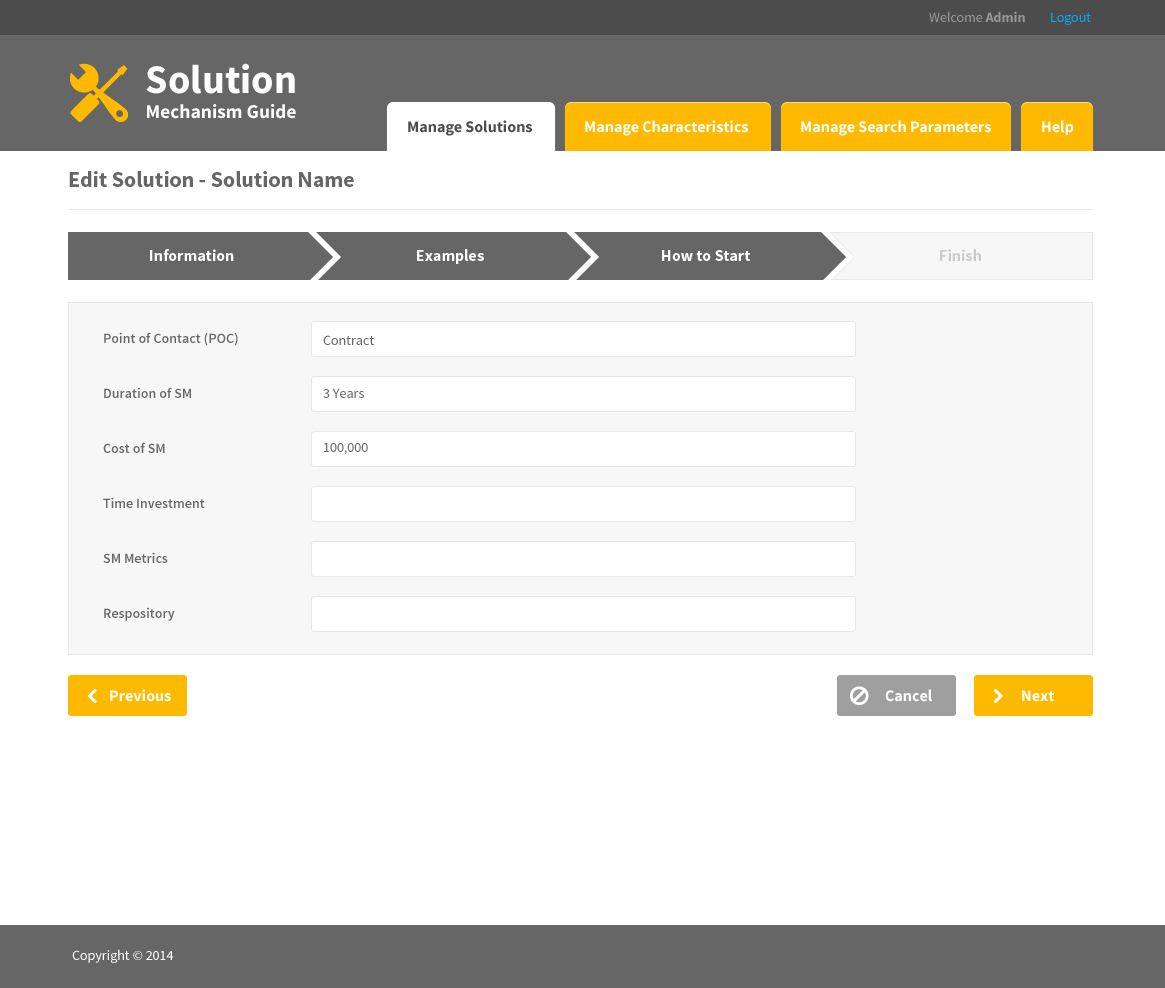 Welcome Admin Logout
Solution
Mechanism Guide
Manage Solutions
Manage Characteristics
Manage Search Parameters
Help
Edit Solution - Solution Name
Information
Examples
How to Start
Finish
Point of Contact (POC)
Contract
Duration of SM
3 Years
Cost of SM
100,000
Time Investment
SM Metrics
Respository
Previous
Cancel
Next
Copyright © 2014